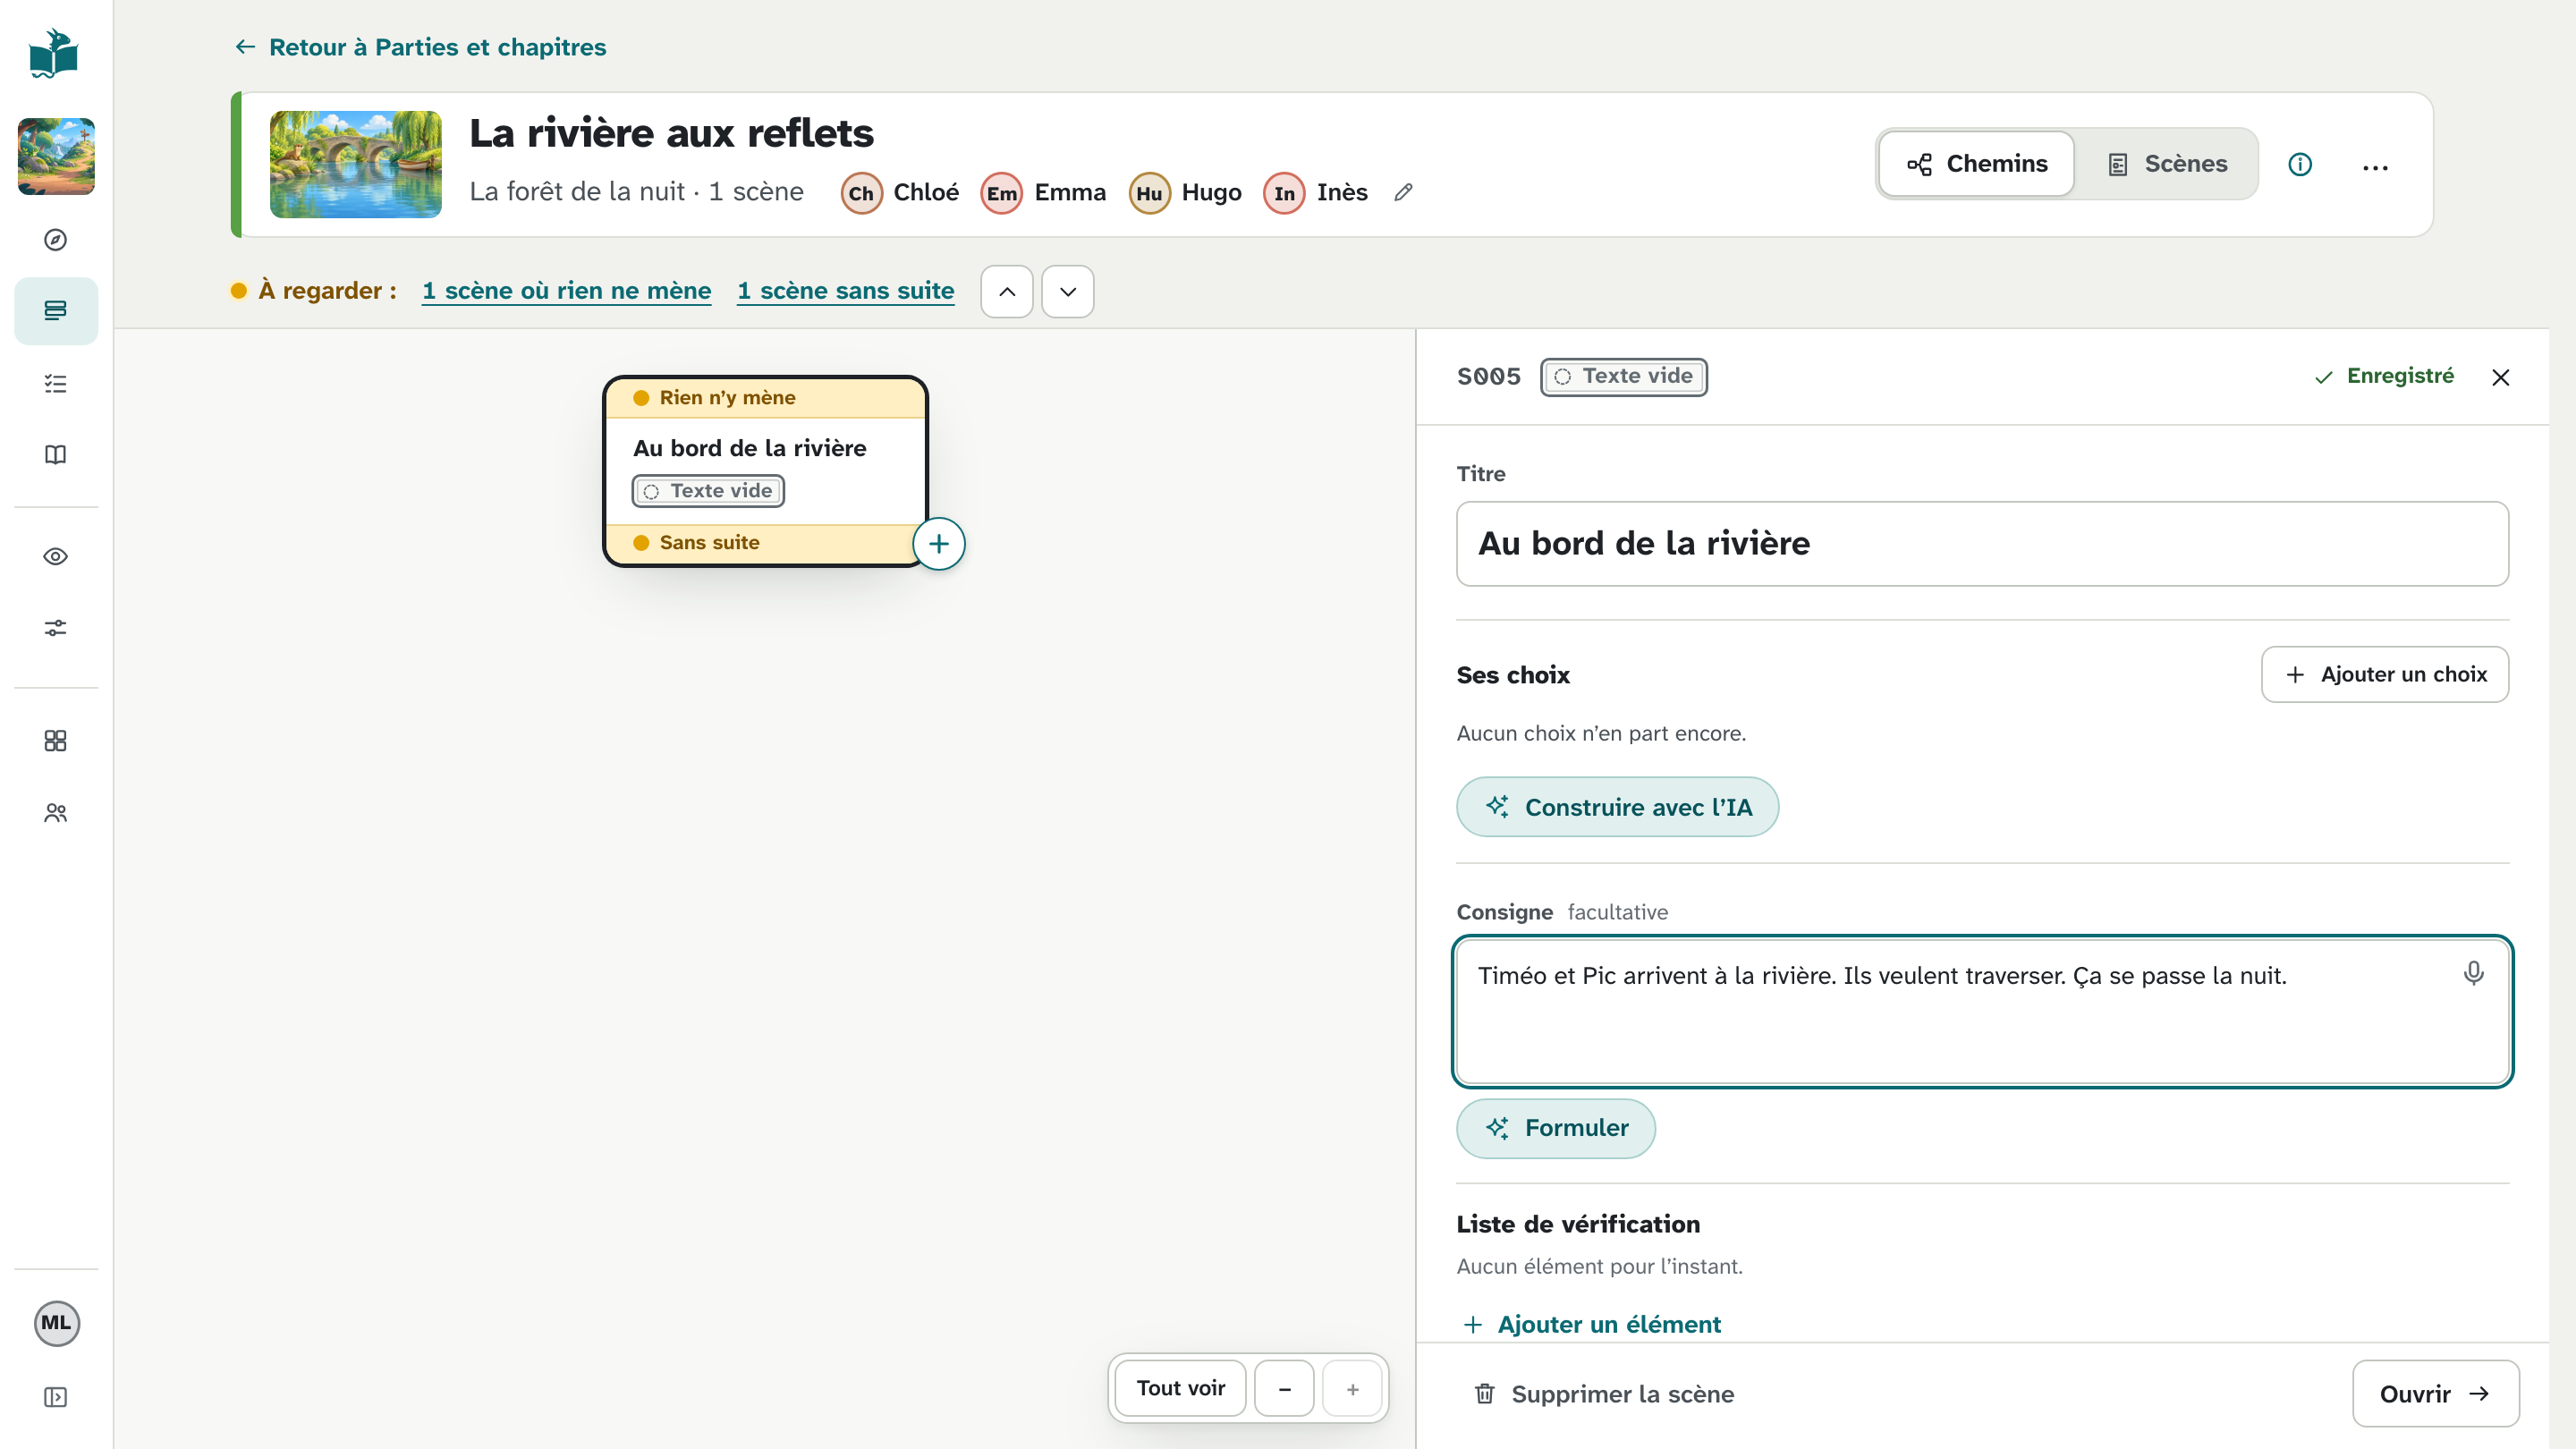 Retour à Parties et chapitres
La rivière aux reflets
La forêt de la nuit · 1 scène
Ch Chloé Em Emma Hu Hugo In Inès
Chemins
Scènes
À regarder : 1 scène où rien ne mène 1 scène sans suite
Rien n’y mène
Au bord de la rivière
Texte vide
Sans suite
Tout voir
S005 Texte vide
Enregistré
Titre
Au bord de la rivière
Ses choix
Ajouter un choix
Aucun choix n’en part encore.
Construire avec l’IA
Consigne facultative
Timéo et Pic arrivent à la rivière. Ils veulent traverser. Ça se passe la nuit.
Formuler
Liste de vérification
Aucun élément pour l’instant.
Ajouter un élément
Supprimer la scène
Ouvrir
ML